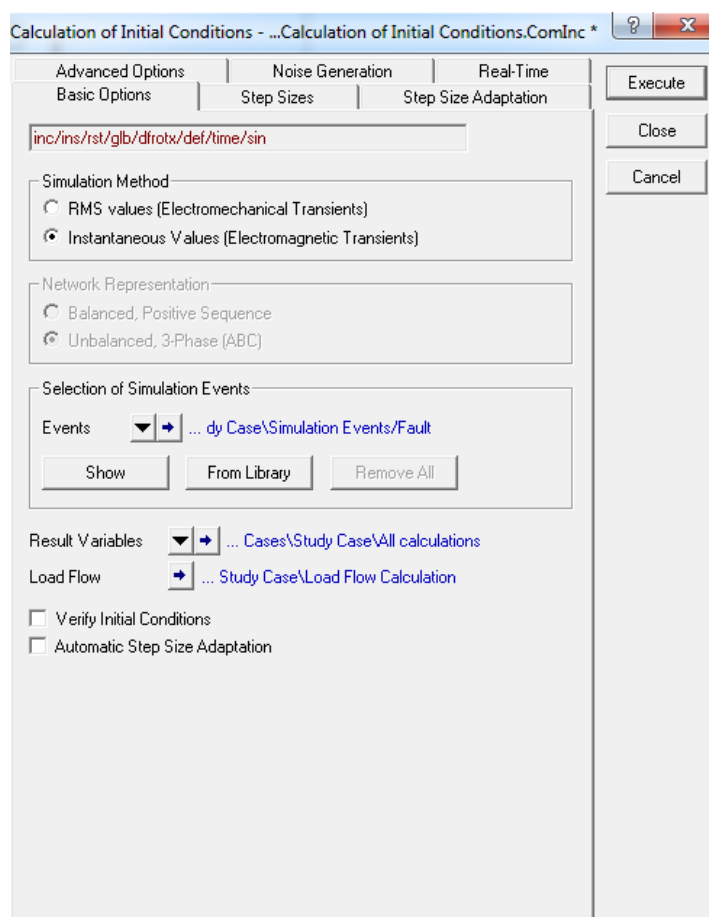 Calculation of Initial Conditions - ...Calculation of Initial Conditions.ComInc *
?
Advanced Options Noise Generation Real-Time
Basic Options Step Sizes Step Size Adaptation
Execute
Close
Cancel
inc/ins/rst/glb/dfrotx/def/time/sin
Simulation Method
RMS values (Electromechanical Transients)
Instantaneous Values (Electromagnetic Transients)
Network Representation
Balanced, Positive Sequence
Unbalanced, 3-Phase (ABC)
Selection of Simulation Events
Events ... dy Case\Simulation Events/Fault
Show From Library Remove All
Result Variables ... Cases\Study Case\All calculations
Load Flow ... Study Case\Load Flow Calculation
Verify Initial Conditions
Automatic Step Size Adaptation